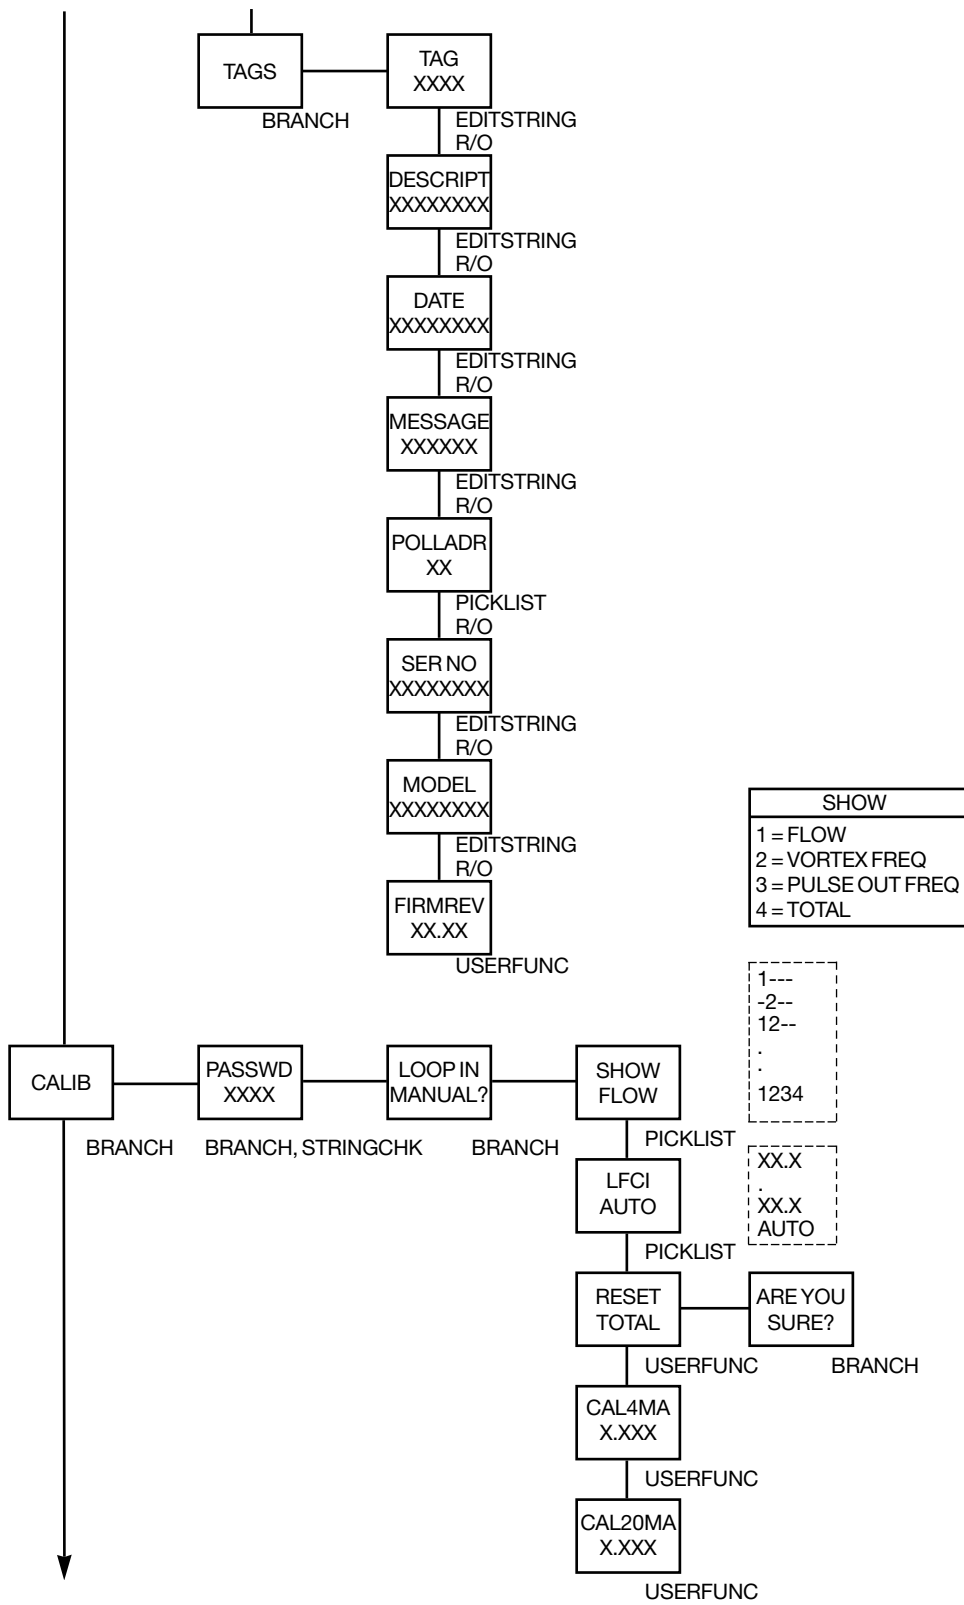 TAGS
BRANCH
TAG
XXXX
EDITSTRING
R/O
DESCRIPT
XXXXXXXX
EDITSTRING
R/O
DATE
XXXXXXXX
EDITSTRING
R/O
MESSAGE
XXXXXX
EDITSTRING
R/O
POLLADR
XX
PICKLIST
R/O
SER NO
XXXXXXXX
EDITSTRING
R/O
MODEL
XXXXXXXX
EDITSTRING
R/O
FIRMREV
XX.XX
USERFUNC
SHOW
1 = FLOW
2 = VORTEX FREQ
3 = PULSE OUT FREQ
4 = TOTAL
CALIB
BRANCH
PASSWD
XXXX
BRANCH, STRINGCHK
LOOP IN
MANUAL?
BRANCH
SHOW
FLOW
PICKLIST
1---
-2--
12--
.
.
1234
LFCI
AUTO
PICKLIST
XX.X
.
XX.X
AUTO
RESET
TOTAL
USERFUNC
ARE YOU
SURE?
BRANCH
CAL4MA
X.XXX
USERFUNC
CAL20MA
X.XXX
USERFUNC